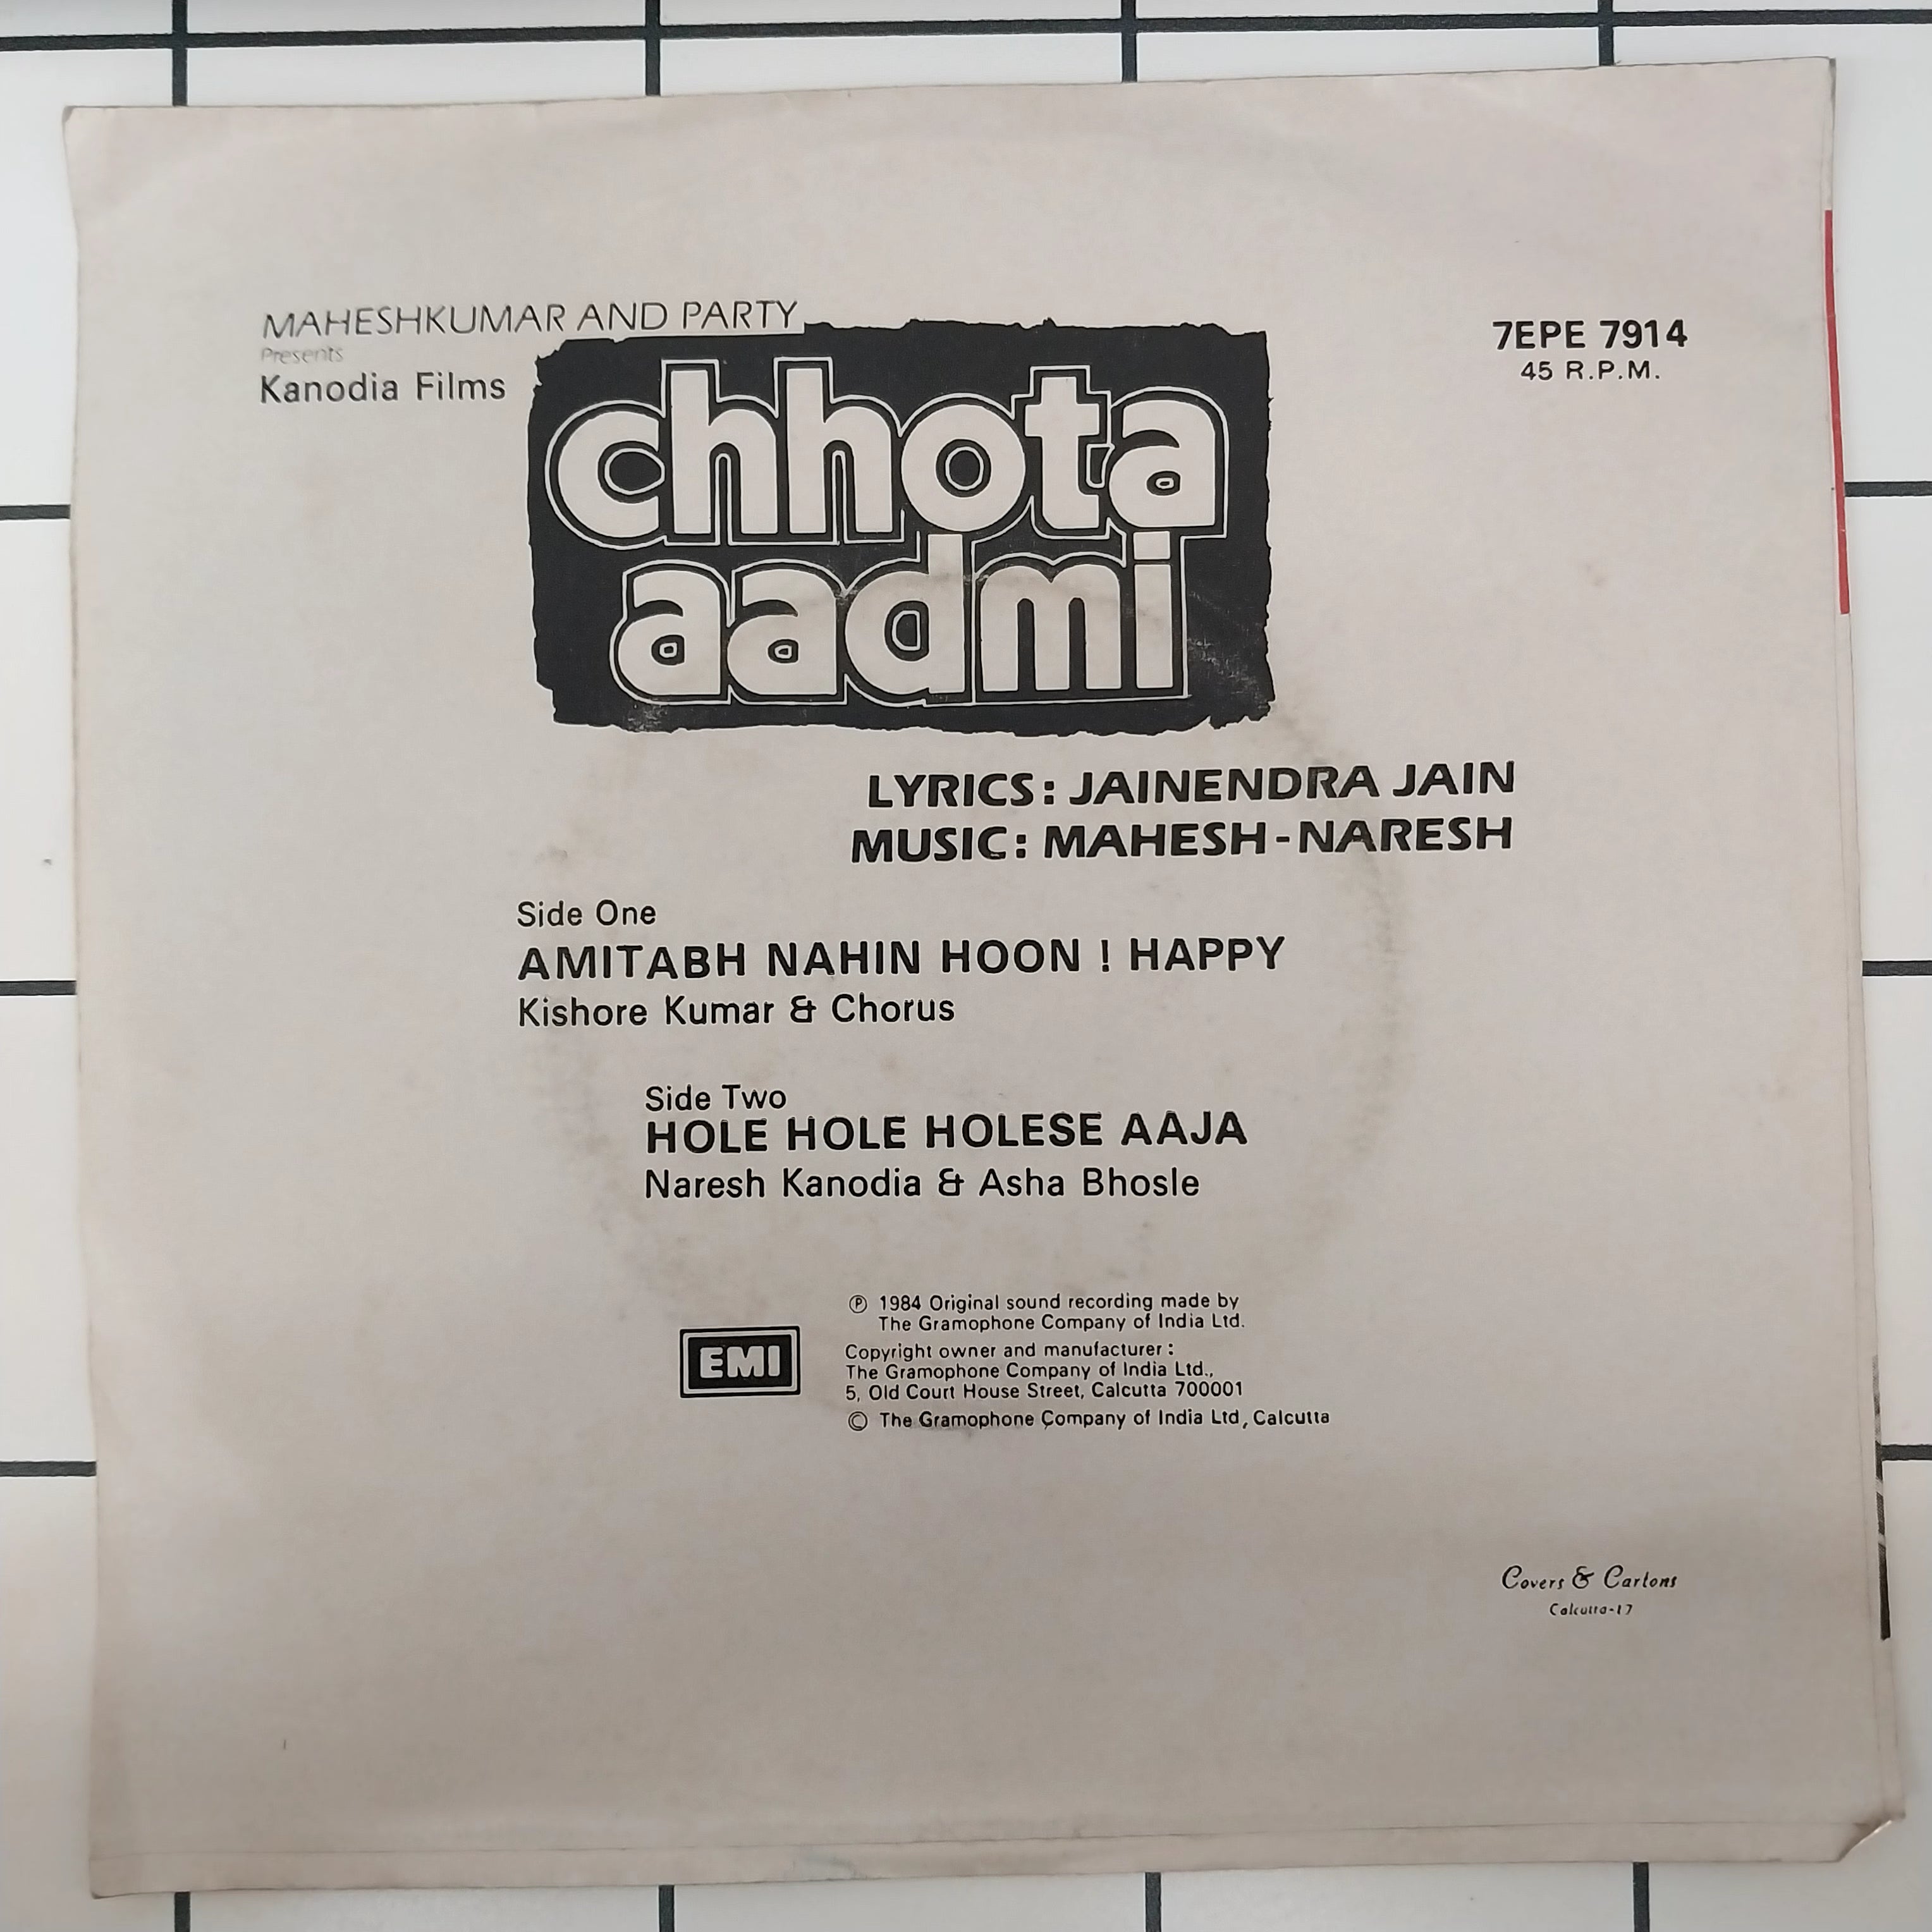 MAHESHKUMAR AND PARTY
Presents
Kanodia Films
chhota
aadmi
7EPE 7914
45 R.P.M.
LYRICS: JAINENDRA JAIN
MUSIC: MAHESH-NARESH
Side One
AMITABH NAHIN HOON ! HAPPY
Kishore Kumar & Chorus
Side Two
HOLE HOLE HOLESE AAJA
Naresh Kanodia & Asha Bhosle
EMI
℗ 1984 Original sound recording made by
The Gramophone Company of India Ltd.
Copyright owner and manufacturer :
The Gramophone Company of India Ltd.,
5, Old Court House Street, Calcutta 700001
© The Gramophone Company of India Ltd, Calcutta
Covers & Cartons
Calcutta-17